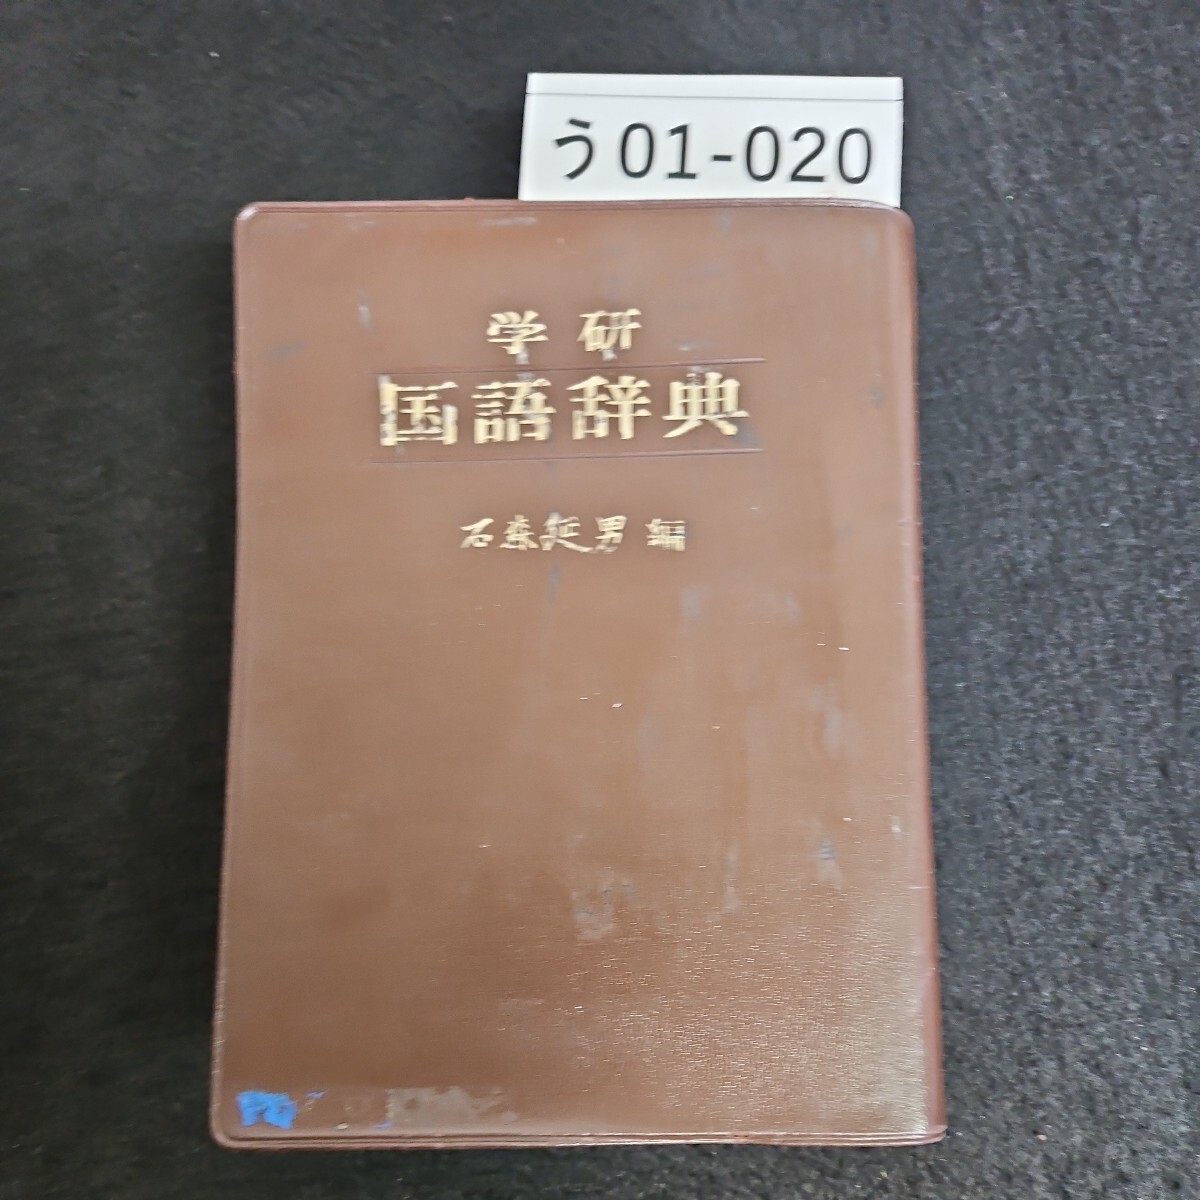 う01-020
学研
国語辞典
石森延男 編